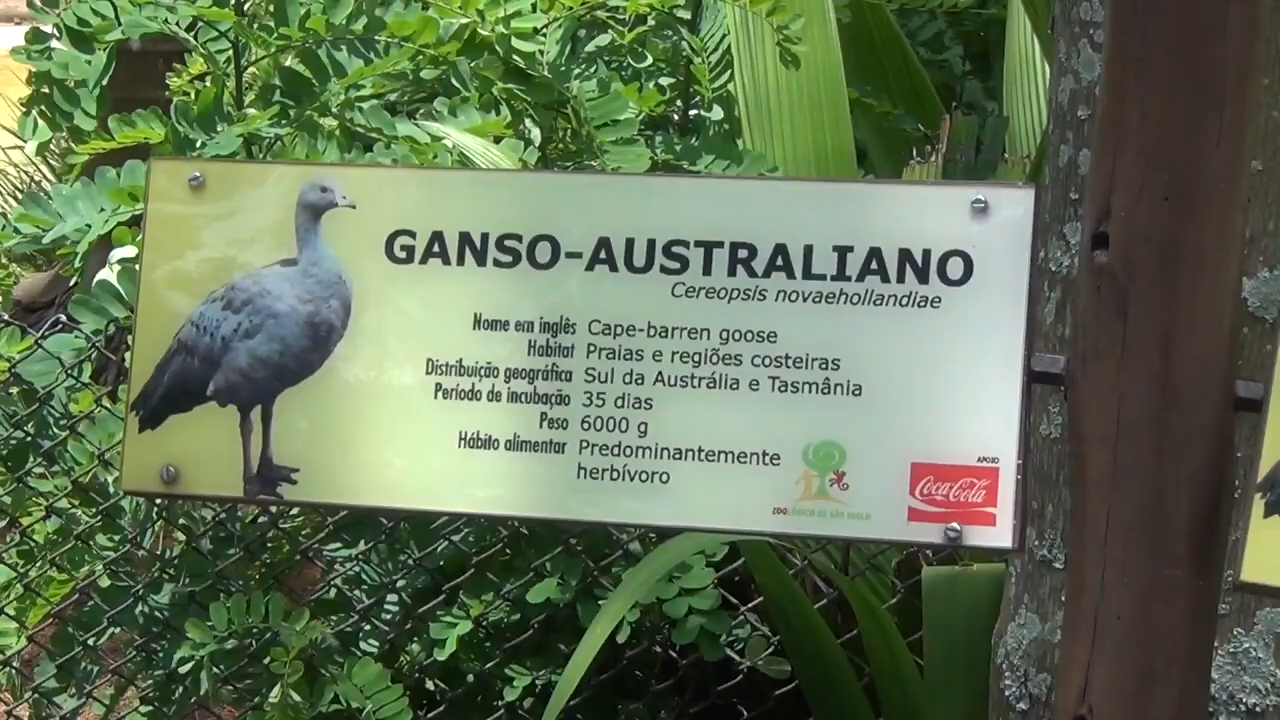 GANSO-AUSTRALIANO
Cereopsis novaehollandiae
Nome em inglês Cape-barren goose
Habitat Praias e regiões costeiras
Distribuição geográfica Sul da Austrália e Tasmânia
Período de incubação 35 dias
Peso 6000 g
Hábito alimentar Predominantemente
herbívoro
ZOOLÓGICO DE SÃO PAULO
APOIO
Coca-Cola